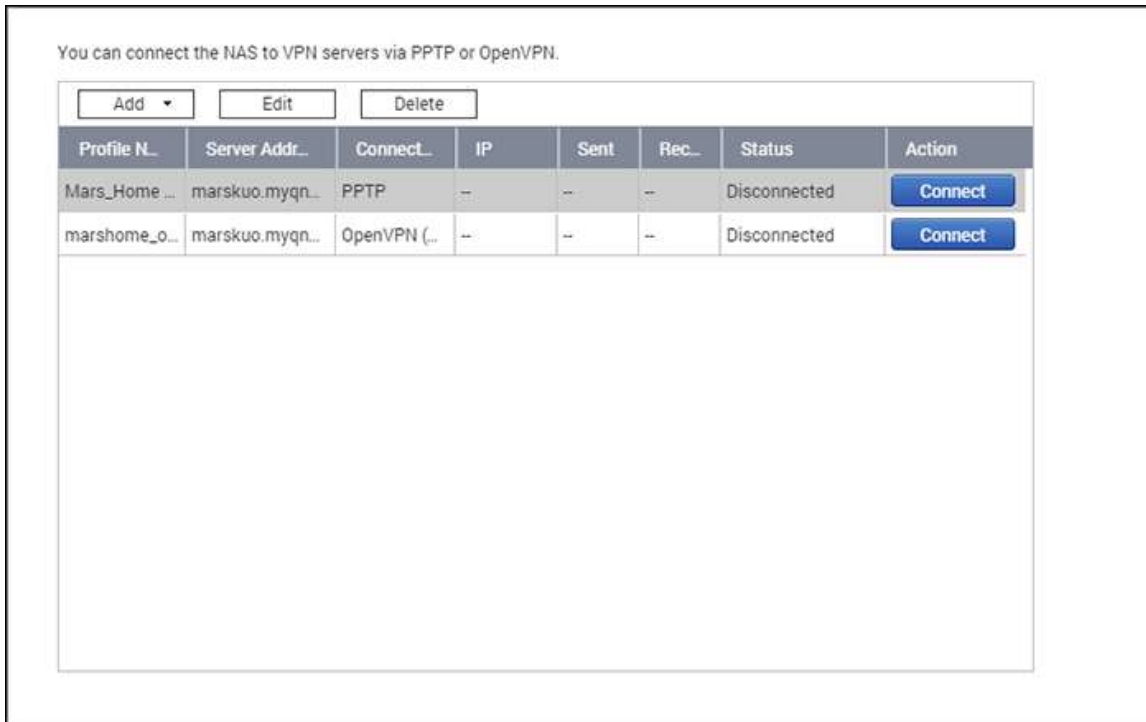 You can connect the NAS to VPN servers via PPTP or OpenVPN.
Add Edit Delete
Profile N... Server Addr... Connect... IP Sent Rec... Status Action
Mars_Home ... marskuo.myqn... PPTP -- -- -- Disconnected Connect
marshome_o... marskuo.myqn... OpenVPN (... -- -- -- Disconnected Connect